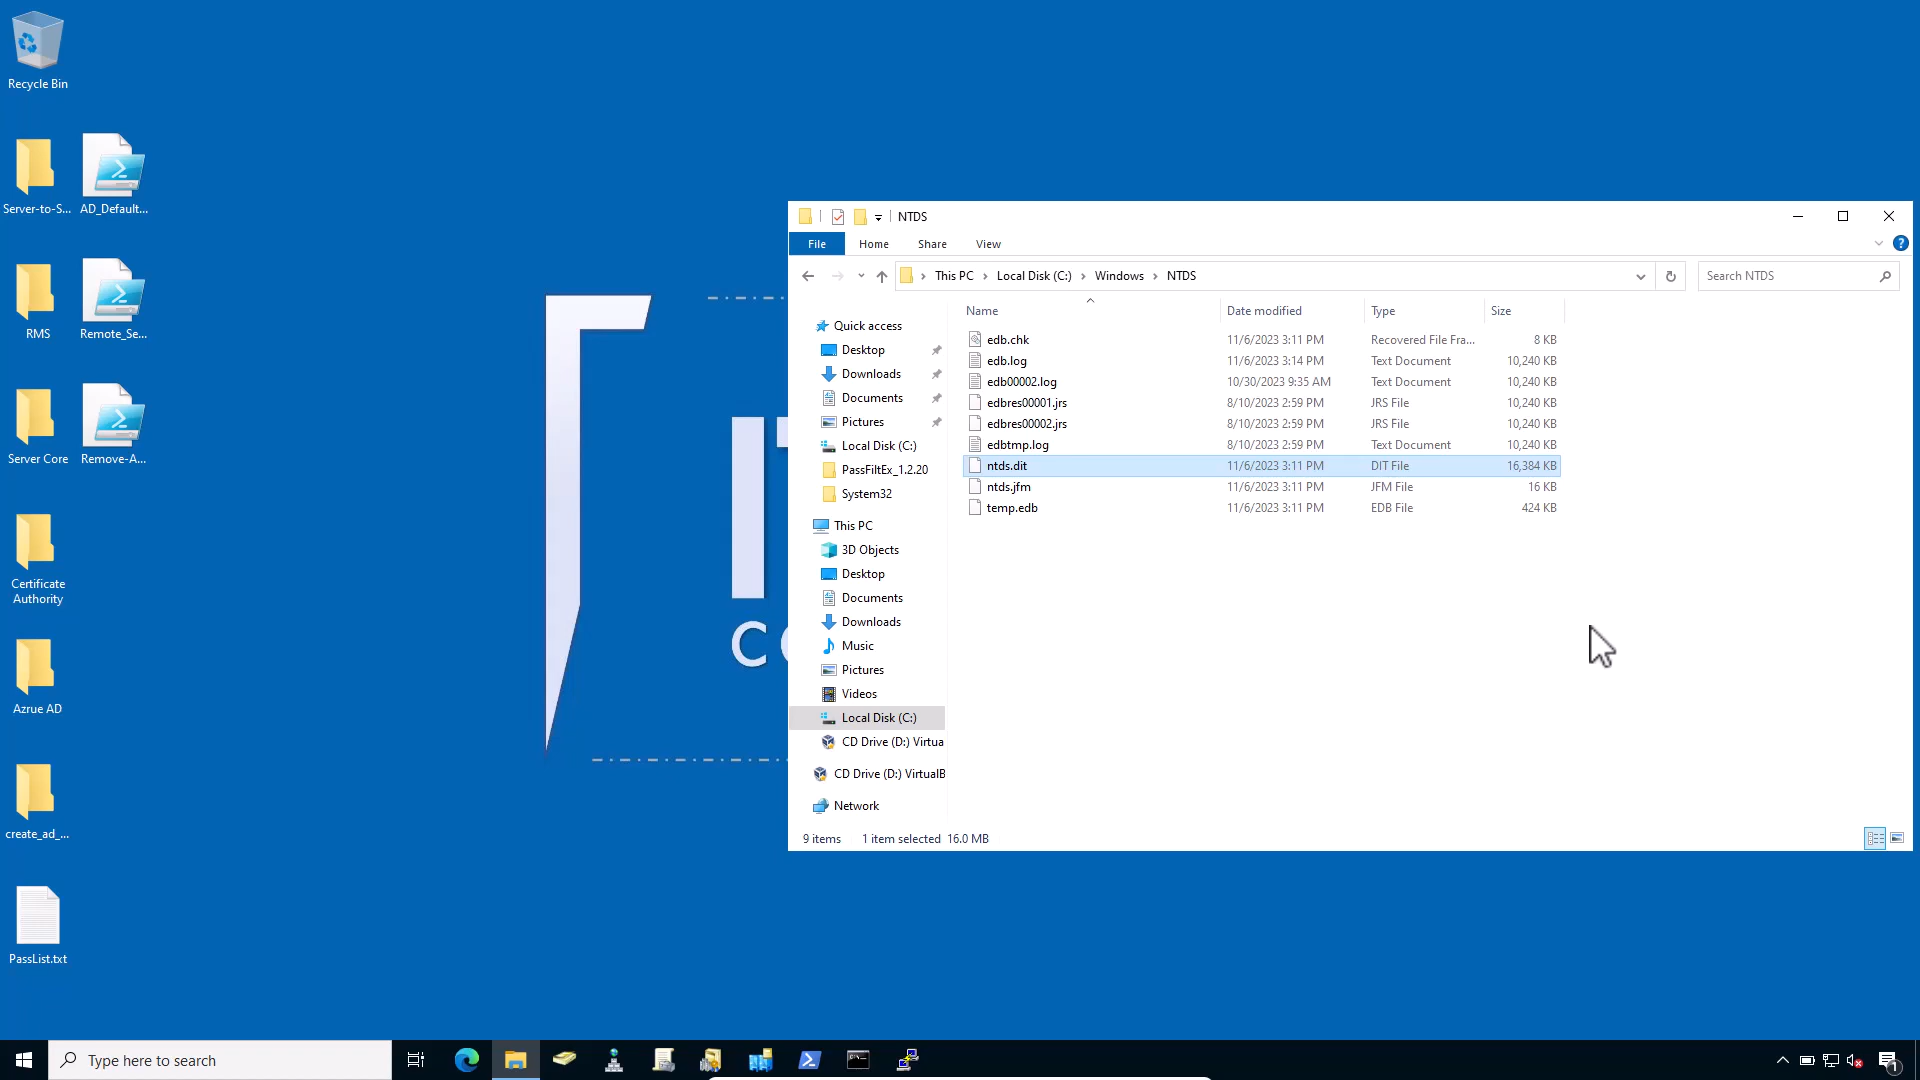 Recycle Bin
Server-to-S...
AD_Default...
RMS
Remote_Se...
Server Core
Remove-A...
Certificate
Authority
Azrue AD
create_ad_...
PassList.txt
NTDS
File
Home
Share
View
This PC
Local Disk (C:)
Windows
NTDS
Search NTDS
Name
Date modified
Type
Size
Quick access
Desktop
Downloads
Documents
Pictures
Local Disk (C:)
PassFiltEx_1.2.20
System32
This PC
3D Objects
Desktop
Documents
Downloads
Music
Pictures
Videos
Local Disk (C:)
CD Drive (D:) Virtua
CD Drive (D:) VirtualB
Network
edb.chk 11/6/2023 3:11 PM Recovered File Fra... 8 KB
edb.log 11/6/2023 3:14 PM Text Document 10,240 KB
edb00002.log 10/30/2023 9:35 AM Text Document 10,240 KB
edbres00001.jrs 8/10/2023 2:59 PM JRS File 10,240 KB
edbres00002.jrs 8/10/2023 2:59 PM JRS File 10,240 KB
edbtmp.log 8/10/2023 2:59 PM Text Document 10,240 KB
ntds.dit 11/6/2023 3:11 PM DIT File 16,384 KB
ntds.jfm 11/6/2023 3:11 PM JFM File 16 KB
temp.edb 11/6/2023 3:11 PM EDB File 424 KB
9 items 1 item selected 16.0 MB
Type here to search
1